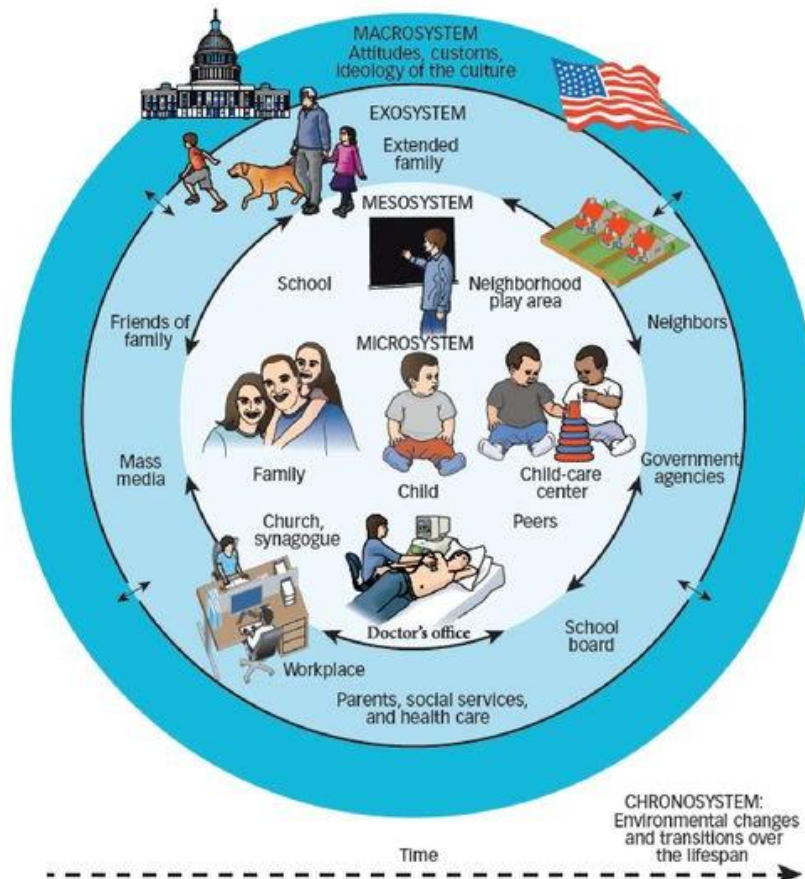 MACROSYSTEM
Attitudes, customs,
ideology of the culture
EXOSYSTEM
Extended
family
MESOSYSTEM
School
Neighborhood
play area
Friends of
family
Neighbors
MICROSYSTEM
Mass
media
Family
Child
Child-care
center
Government
agencies
Church,
synagogue
Peers
Doctor's office
School
board
Workplace
Parents, social services,
and health care
CHRONOSYSTEM:
Environmental changes
and transitions over
the lifespan
Time